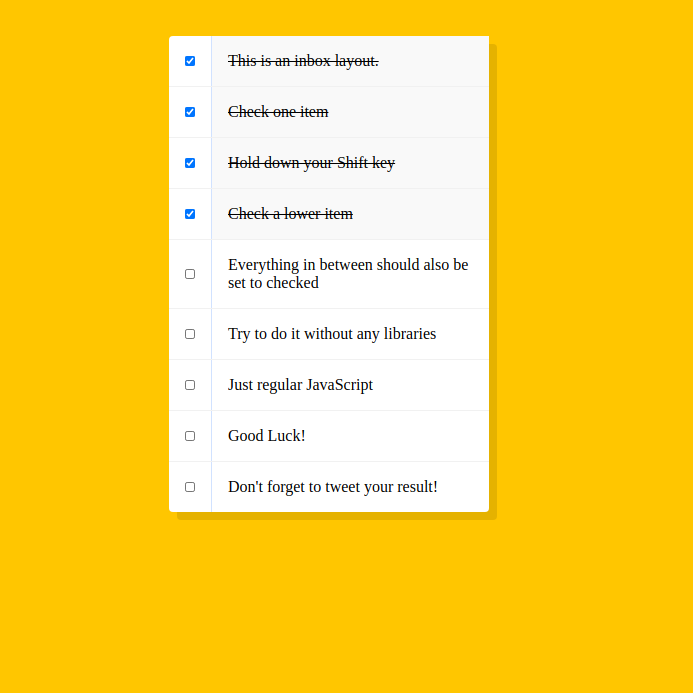 This is an inbox layout.
Check one item
Hold down your Shift key
Check a lower item
Everything in between should also be
set to checked
Try to do it without any libraries
Just regular JavaScript
Good Luck!
Don't forget to tweet your result!